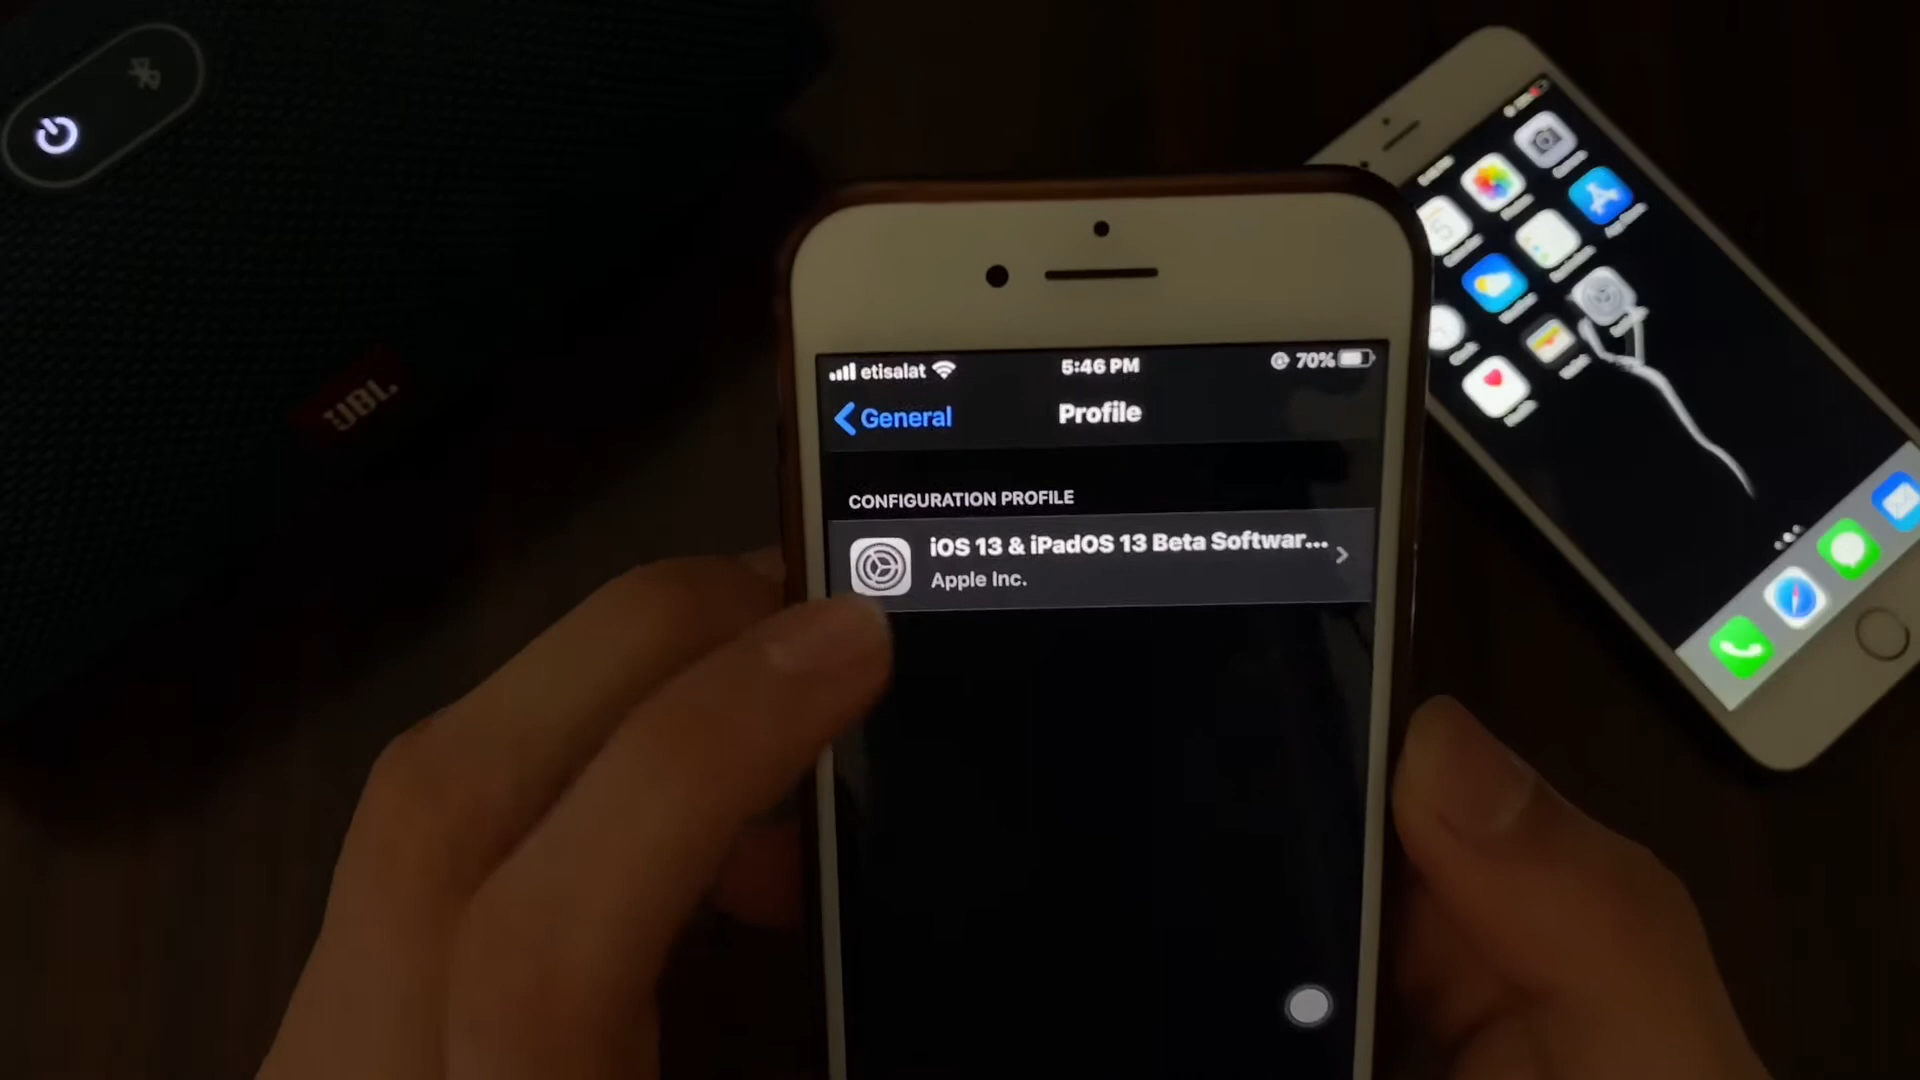 JBL
etisalat 5:46 PM 70%
General Profile
CONFIGURATION PROFILE
iOS 13 & iPadOS 13 Beta Softwar...
Apple Inc.